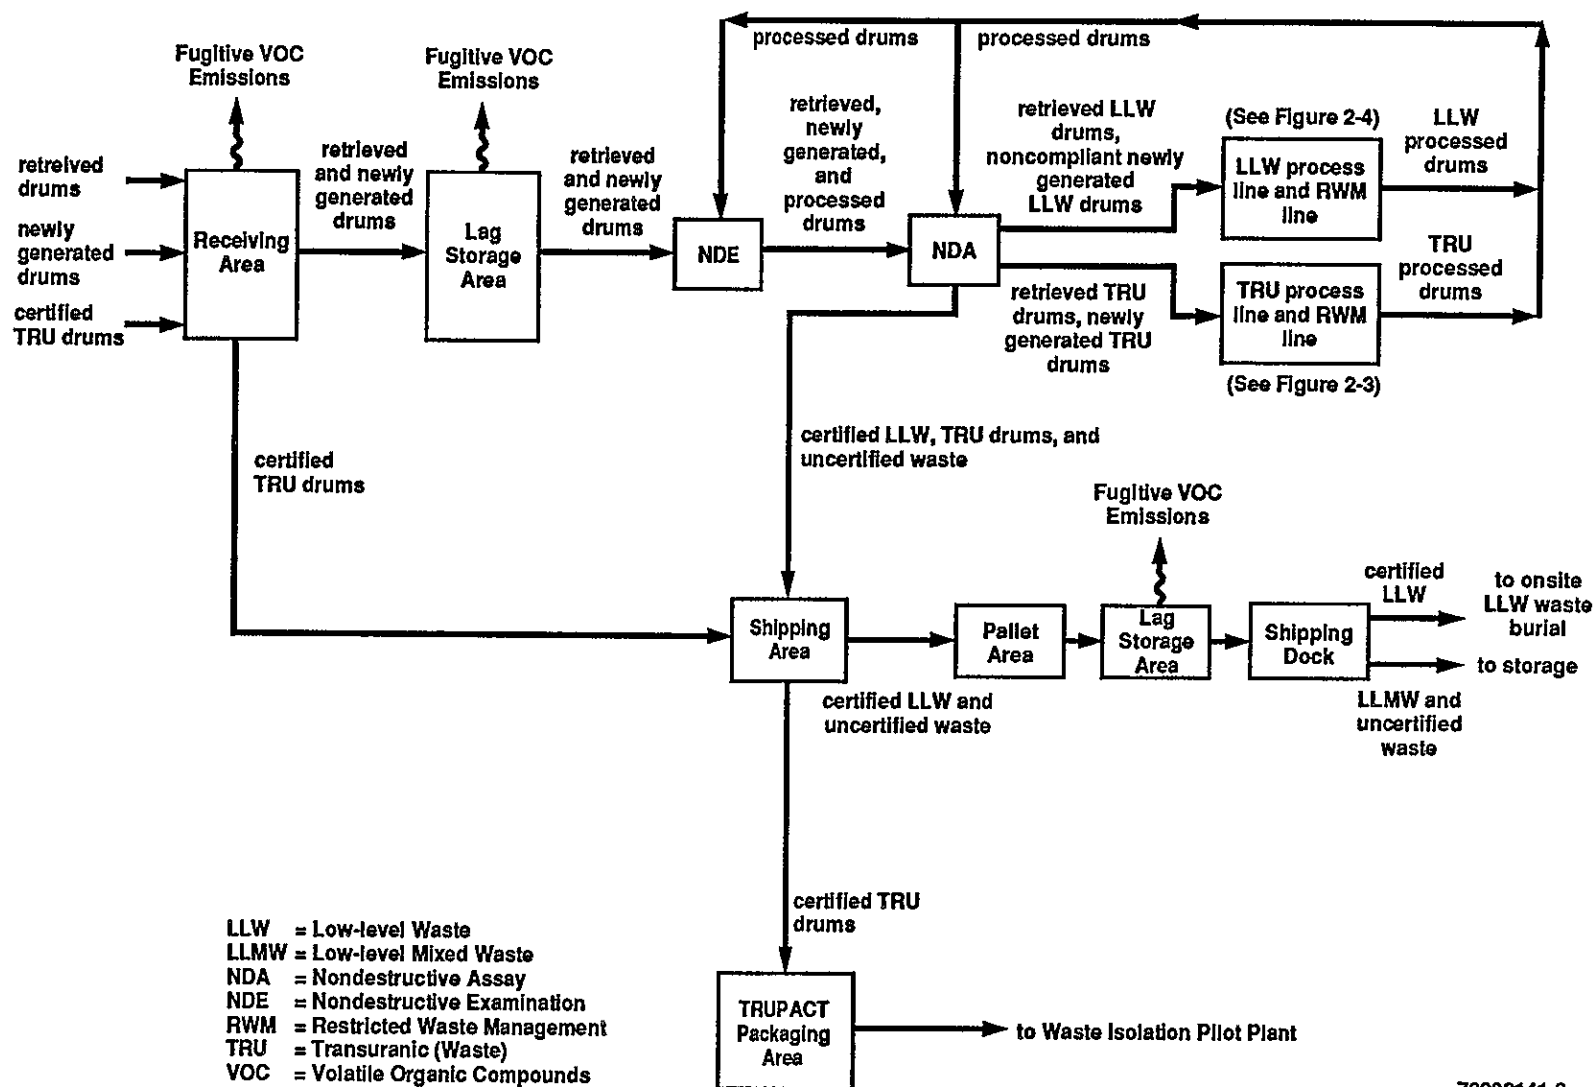 processed drums
processed drums
Fugitive VOC
Emissions
Fugitive VOC
Emissions
retreived
drums
newly
generated
drums
certified
TRU drums
Receiving
Area
retrieved
and newly
generated
drums
Lag
Storage
Area
retrieved
and newly
generated
drums
NDE
retrieved,
newly
generated,
and
processed
drums
NDA
retrieved LLW
drums,
noncompliant newly
generated
LLW drums
retrieved TRU
drums, newly
generated TRU
drums
(See Figure 2-4)
LLW process
line and RWM
line
TRU process
line and RWM
line
(See Figure 2-3)
LLW
processed
drums
TRU
processed
drums
certified
TRU drums
certified LLW, TRU drums, and
uncertified waste
Shipping
Area
certified LLW and
uncertified waste
Pallet
Area
Fugitive VOC
Emissions
Lag
Storage
Area
Shipping
Dock
certified
LLW
to onsite
LLW waste
burial
to storage
LLMW and
uncertified
waste
certified TRU
drums
TRUPACT
Packaging
Area
to Waste Isolation Pilot Plant
LLW = Low-level Waste
LLMW = Low-level Mixed Waste
NDA = Nondestructive Assay
NDE = Nondestructive Examination
RWM = Restricted Waste Management
TRU = Transuranic (Waste)
VOC = Volatile Organic Compounds